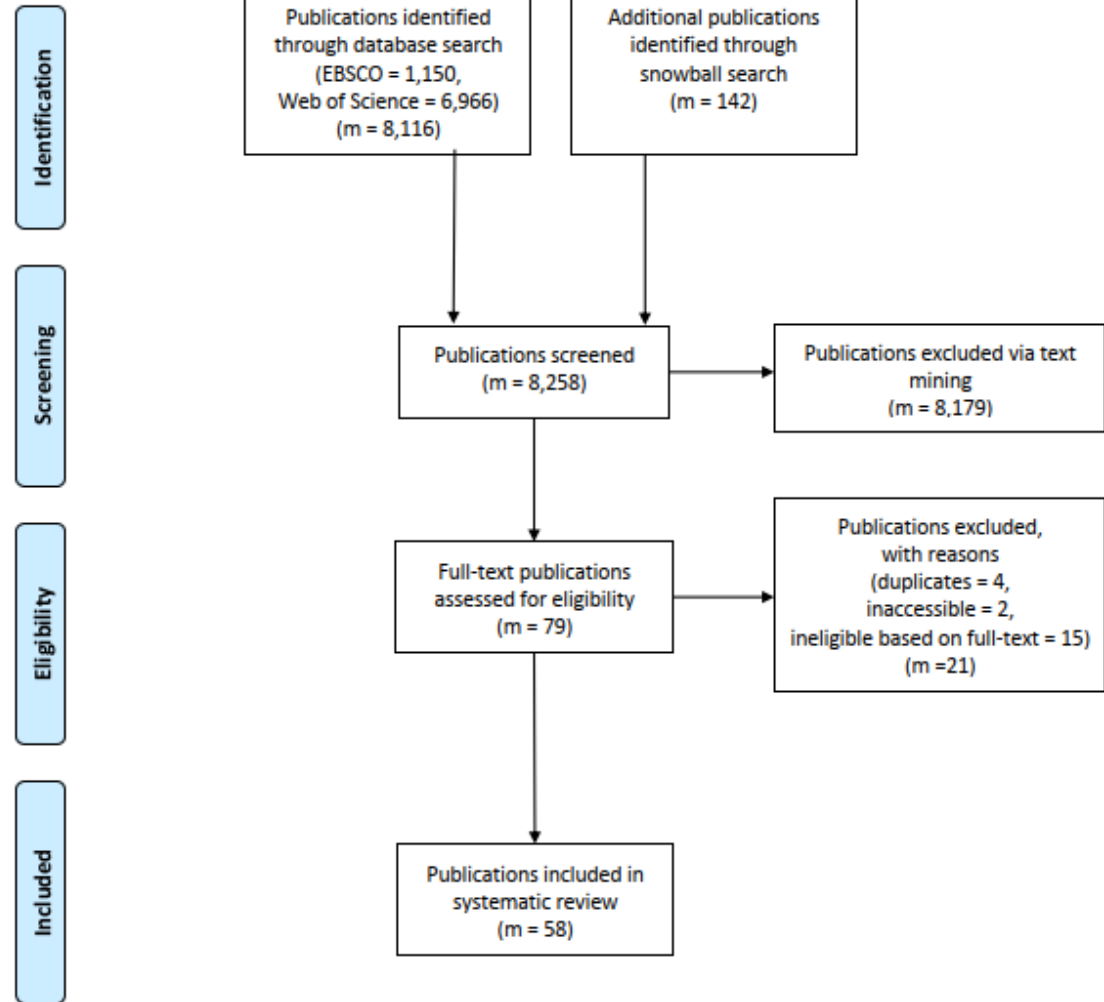 Identification
Publications identified
through database search
(EBSCO = 1,150,
Web of Science = 6,966)
(m = 8,116)
Additional publications
identified through
snowball search
(m = 142)
Screening
Publications screened
(m = 8,258)
Publications excluded via text
mining
(m = 8,179)
Eligibility
Full-text publications
assessed for eligibility
(m = 79)
Publications excluded,
with reasons
(duplicates = 4,
inaccessible = 2,
ineligible based on full-text = 15)
(m =21)
Included
Publications included in
systematic review
(m = 58)